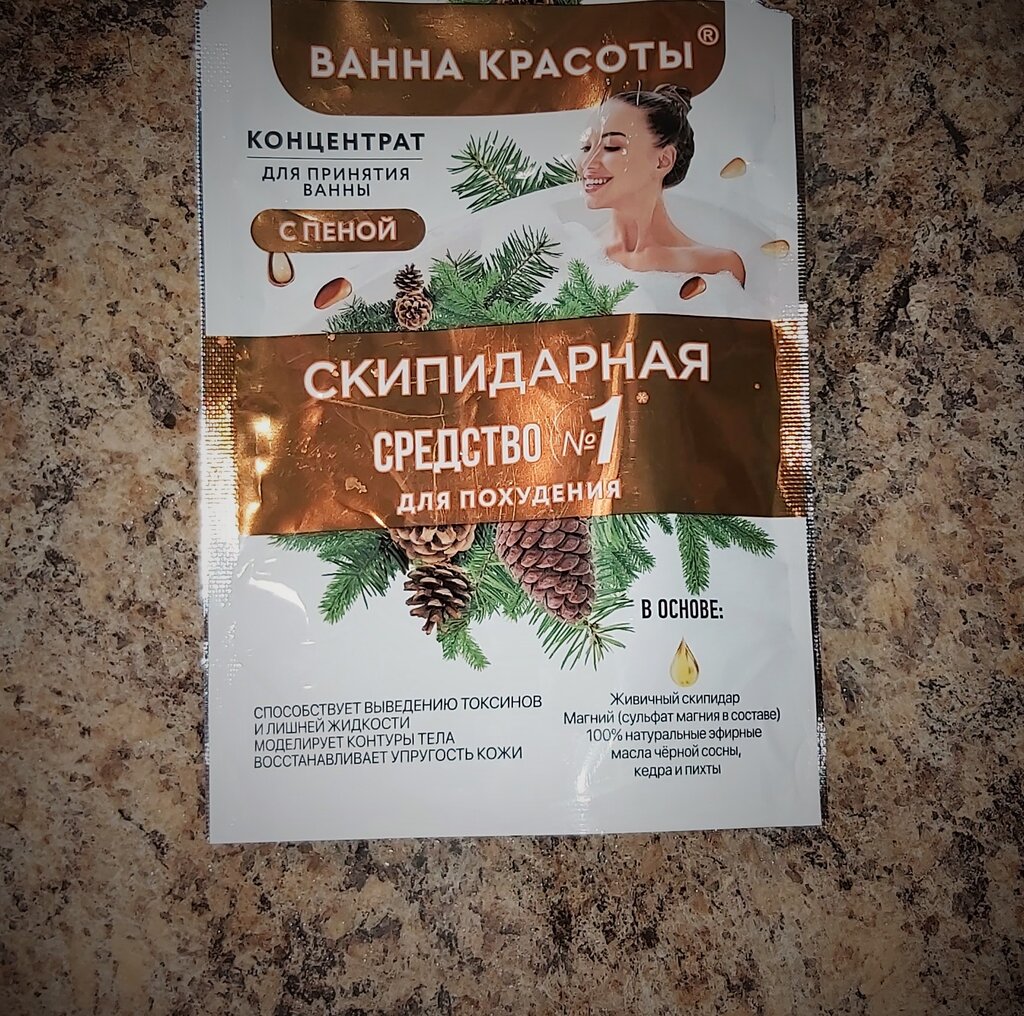 ВАННА КРАСОТЫ®
КОНЦЕНТРАТ
ДЛЯ ПРИНЯТИЯ
ВАННЫ
С ПЕНОЙ
СКИПИДАРНАЯ
СРЕДСТВО №1*
ДЛЯ ПОХУДЕНИЯ
В ОСНОВЕ:
СПОСОБСТВУЕТ ВЫВЕДЕНИЮ ТОКСИНОВ
И ЛИШНЕЙ ЖИДКОСТИ
МОДЕЛИРУЕТ КОНТУРЫ ТЕЛА
ВОССТАНАВЛИВАЕТ УПРУГОСТЬ КОЖИ
Живичный скипидар
Магний (сульфат магния в составе)
100% натуральные эфирные
масла чёрной сосны,
кедра и пихты